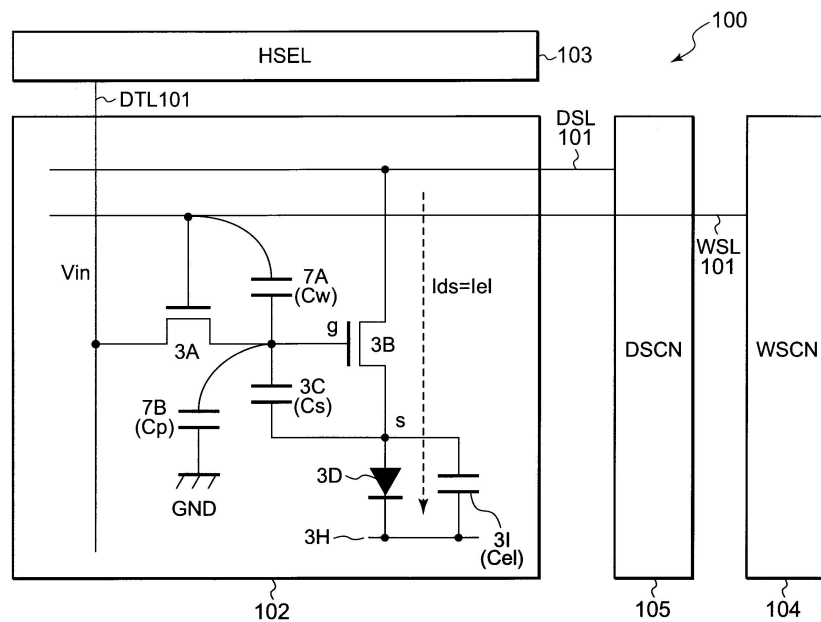 100
HSEL
103
DTL101
DSL
101
WSL
101
Vin
7A
(Cw)
Ids=Iel
g
3B
3A
DSCN
WSCN
3C
(Cs)
7B
(Cp)
s
3D
GND
3H
3I
(Cel)
102
105
104